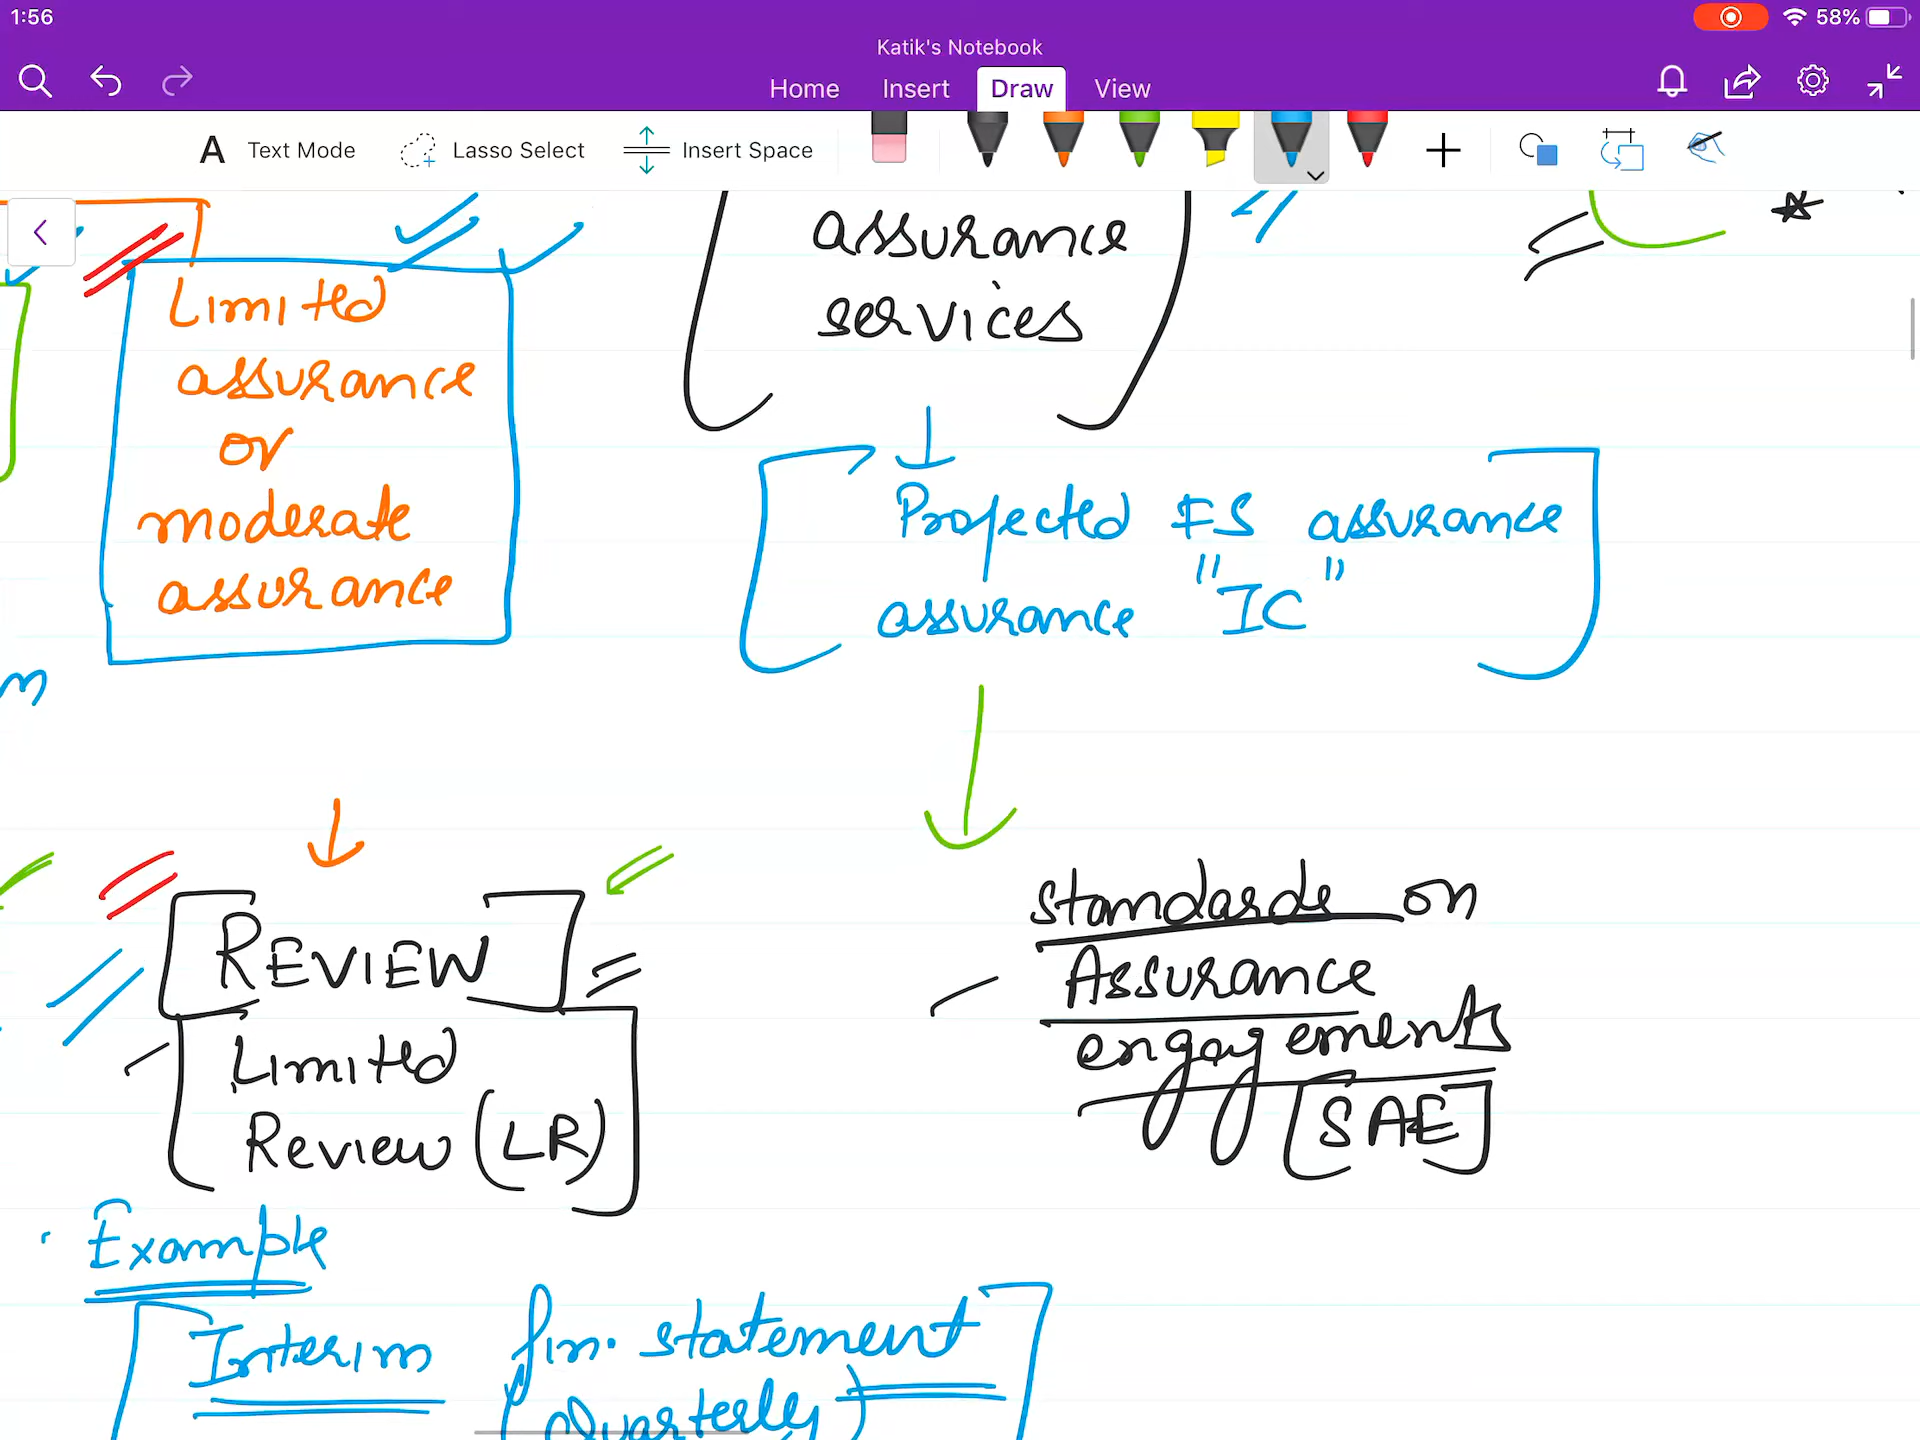 1:56
58%
Katik's Notebook
Home Insert Draw View
A Text Mode Lasso Select Insert Space
Limited
assurance
or
moderate
assurance
assurance
services
Projected FS assurance
assurance "IC"
m
REVIEW
Limited
Review (LR)
standards on
Assurance
engagements
[SAE]
Example
Interim fin. statement
(Quarterly)